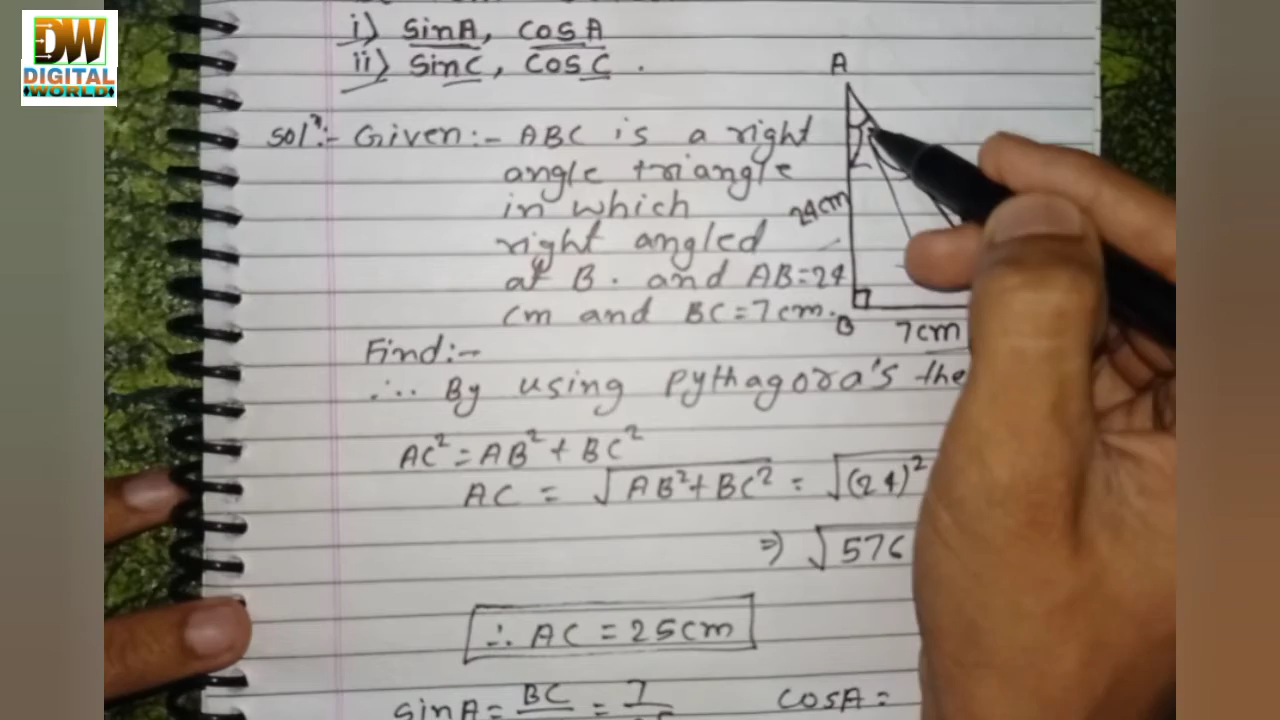 DW
DIGITAL
WORLD
i) sinA, cosA
ii) sinC, cosC.
A
solⁿ:- Given:- ABC is a right
angle triangle
in which
24cm
right angled
at B. and AB=24
cm and BC=7cm.
B
7cm
Find:-
∴ By using pythagora's the
AC²=AB²+BC²
AC = √AB²+BC² = √(24)²
⇒ √576
∴ AC = 25cm
sinA= BC/ = 7/
cosA=